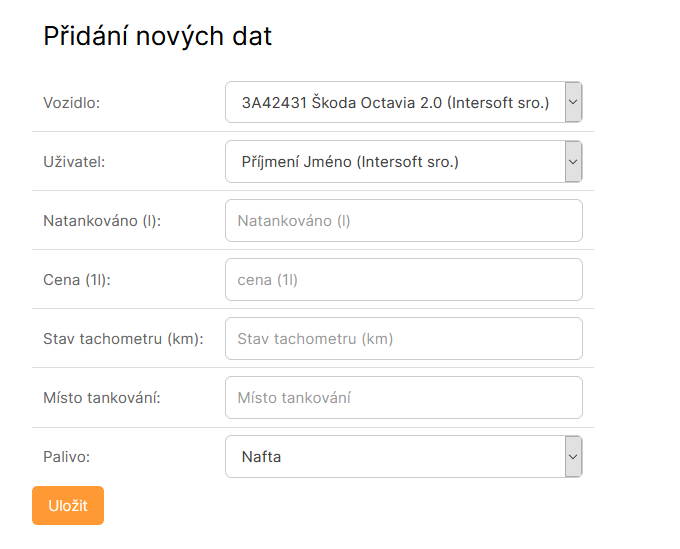 Přidání nových dat
Vozidlo: 3A42431 Škoda Octavia 2.0 (Intersoft sro.)
Uživatel: Příjmení Jméno (Intersoft sro.)
Natankováno (l): Natankováno (l)
Cena (1l): cena (1l)
Stav tachometru (km): Stav tachometru (km)
Místo tankování: Místo tankování
Palivo: Nafta
Uložit